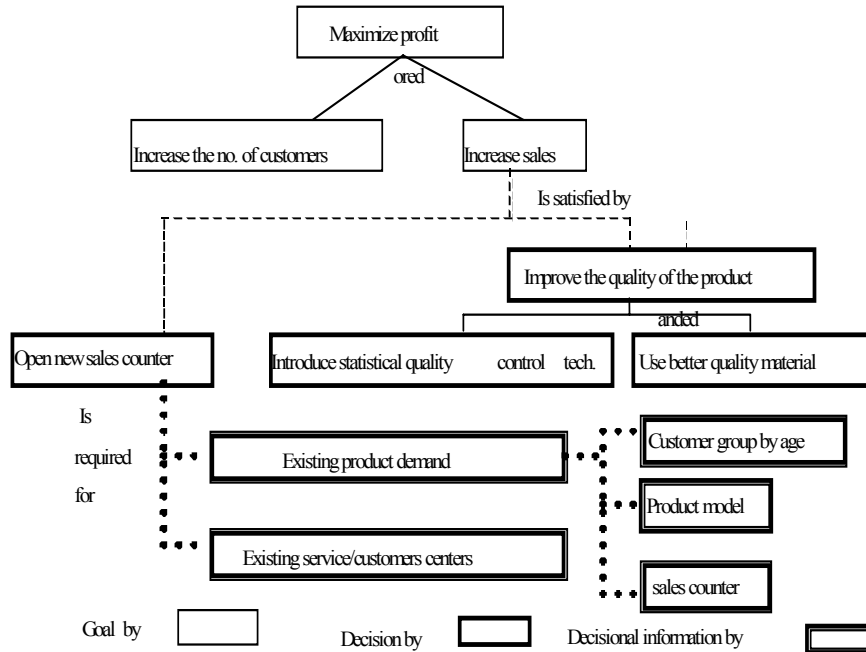 Maximize profit
ored
Increase the no. of customers
Increase sales
Is satisfied by
Improve the quality of the product
anded
Open new sales counter
Introduce statistical quality control tech.
Use better quality material
Is
required
for
Existing product demand
Customer group by age
Product model
Existing service/customers centers
sales counter
Goal by
Decision by
Decisional information by